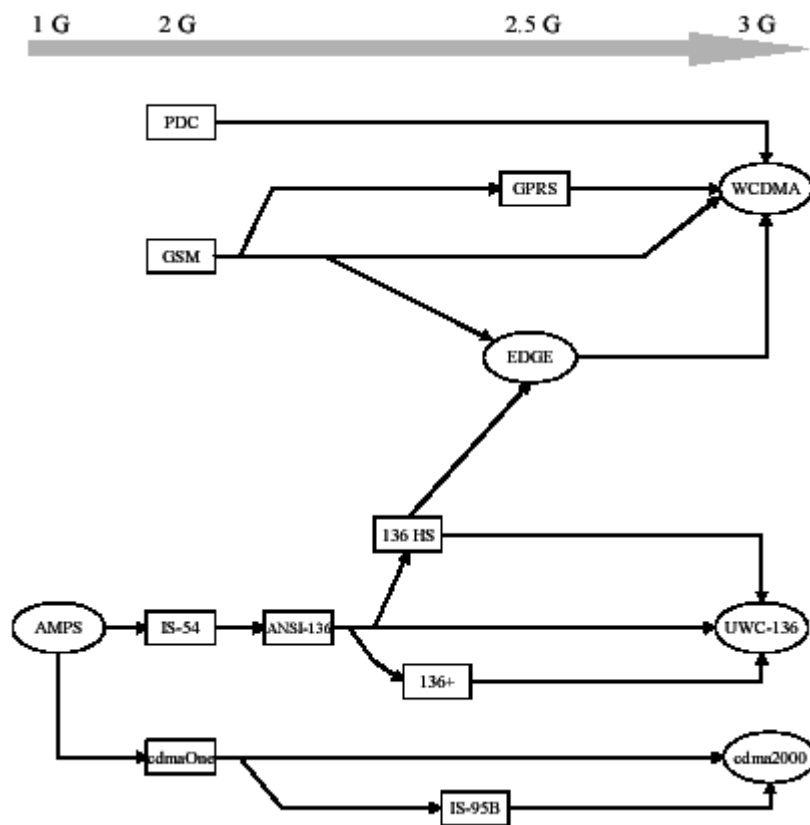 1 G 2 G 2.5 G 3 G
PDC
GPRS
WCDMA
GSM
EDGE
136 HS
AMPS
IS-54
ANSI-136
UWC-136
136+
cdmaOne
cdma2000
IS-95B